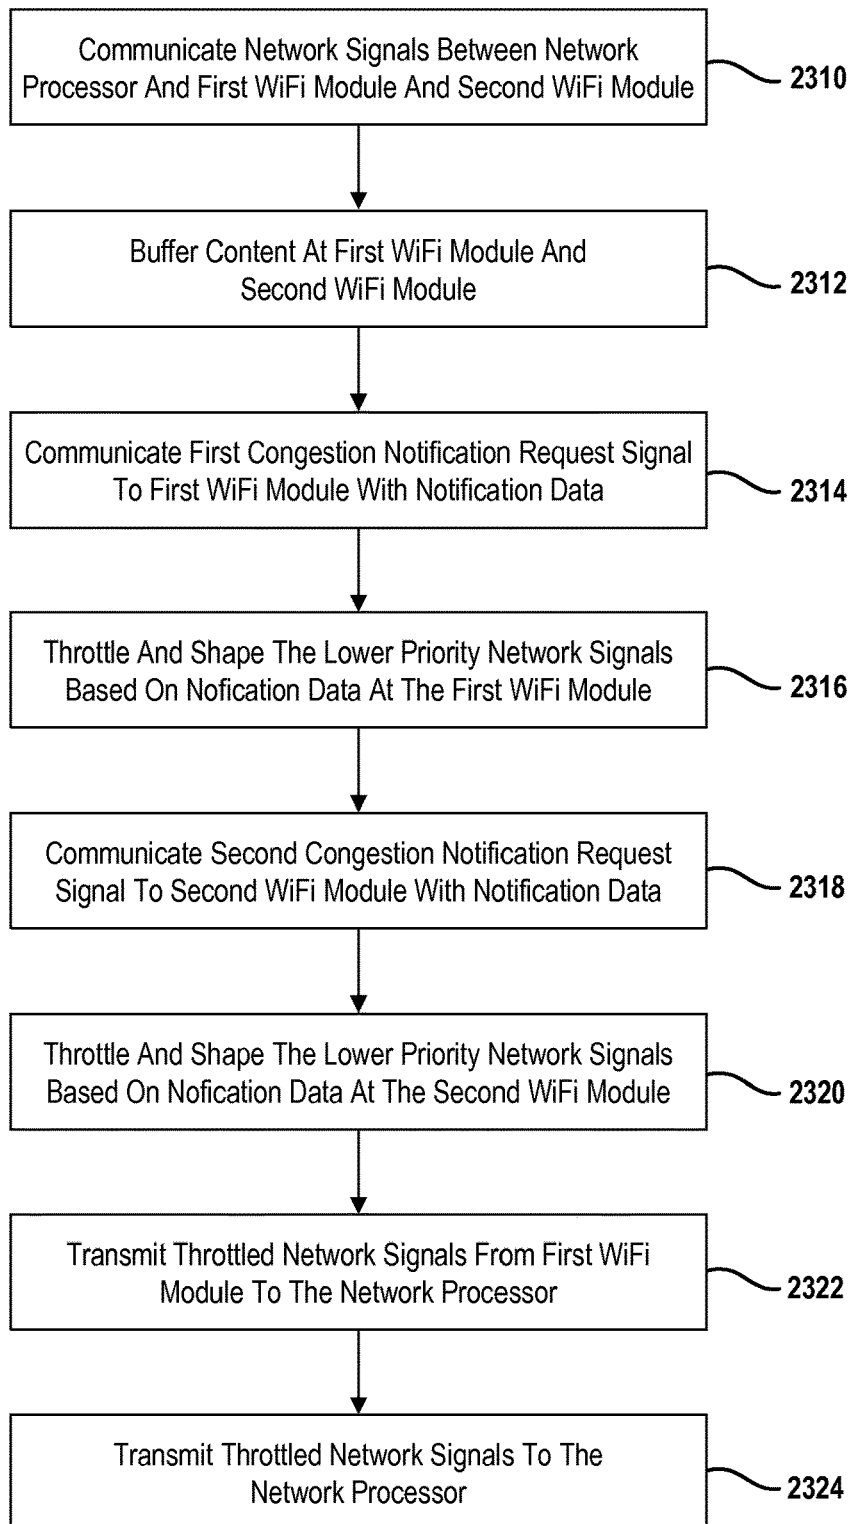 Communicate Network Signals Between Network
Processor And First WiFi Module And Second WiFi Module
2310
Buffer Content At First WiFi Module And
Second WiFi Module
2312
Communicate First Congestion Notification Request Signal
To First WiFi Module With Notification Data
2314
Throttle And Shape The Lower Priority Network Signals
Based On Nofication Data At The First WiFi Module
2316
Communicate Second Congestion Notification Request
Signal To Second WiFi Module With Notification Data
2318
Throttle And Shape The Lower Priority Network Signals
Based On Nofication Data At The Second WiFi Module
2320
Transmit Throttled Network Signals From First WiFi
Module To The Network Processor
2322
Transmit Throttled Network Signals To The
Network Processor
2324